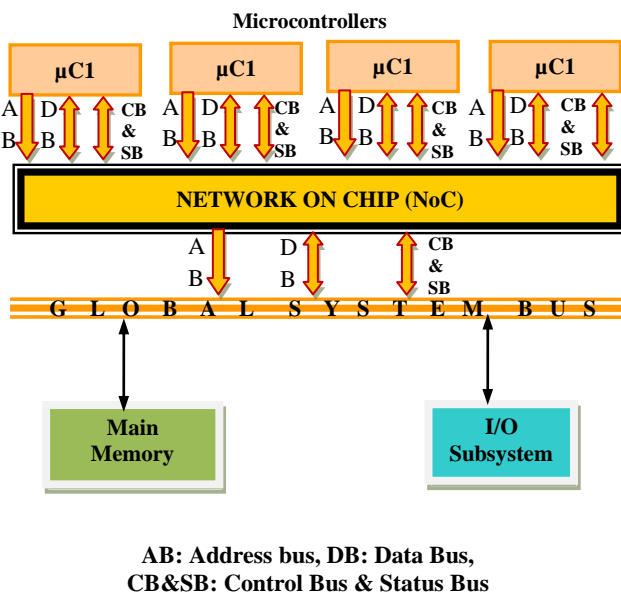 Microcontrollers
µC1 µC1 µC1 µC1
A D CB A D CB A D CB A D CB
& & & &
B B SB B B SB B B SB B B SB
NETWORK ON CHIP (NoC)
A D CB
&
B B SB
G L O B A L S Y S T E M B U S
Main
Memory
I/O
Subsystem
AB: Address bus, DB: Data Bus,
CB&SB: Control Bus & Status Bus